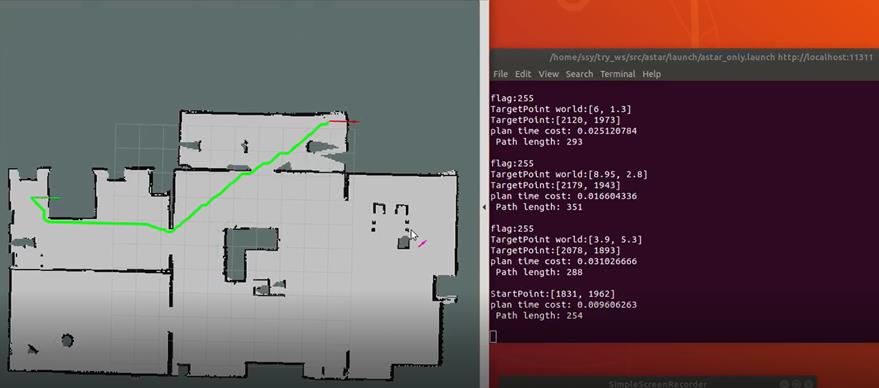 /home/ssy/try_ws/src/astar/launch/astar_only.launch http://localhost:11311
File Edit View Search Terminal Help
flag:255
TargetPoint world:[6, 1.3]
TargetPoint:[2120, 1973]
plan time cost: 0.025120784
Path length: 293
flag:255
TargetPoint world:[8.95, 2.8]
TargetPoint:[2179, 1943]
plan time cost: 0.016604336
Path length: 351
flag:255
TargetPoint world:[3.9, 5.3]
TargetPoint:[2078, 1893]
plan time cost: 0.031026666
Path length: 288
StartPoint:[1831, 1962]
plan time cost: 0.009606263
Path length: 254
SimpleScreenRecorder